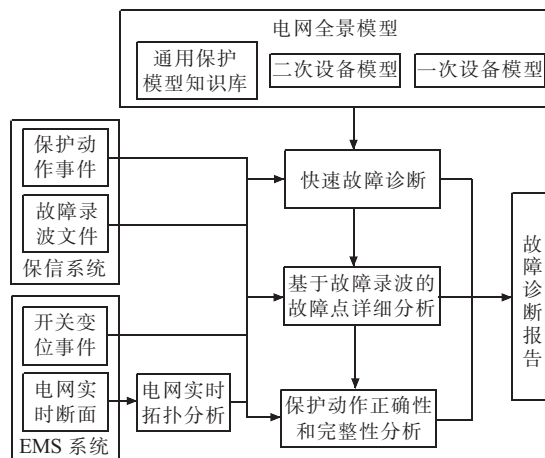 电网全景模型
通用保护
模型知识库
二次设备模型
一次设备模型
保护动
作事件
故障录
波文件
保信系统
开关变
位事件
电网实
时断面
EMS 系统
电网实时
拓扑分析
快速故障诊断
基于故障录波的
故障点详细分析
保护动作正确性
和完整性分析
故障诊断报告